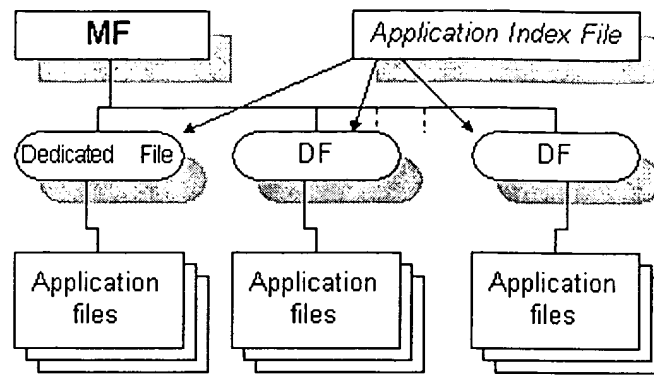 MF
Application Index File
Dedicated File
DF
DF
Application
files
Application
files
Application
files